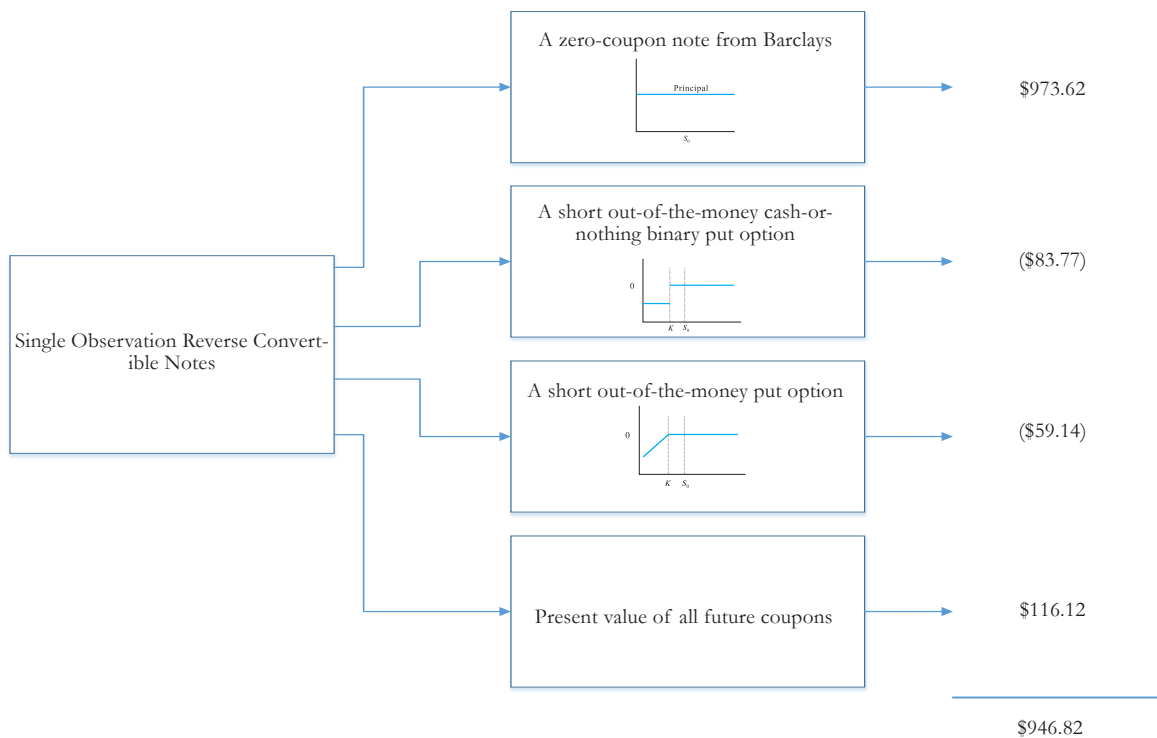 A zero-coupon note from Barclays
Principal
S0
$973.62
A short out-of-the-money cash-or-
nothing binary put option
0
K S0
($83.77)
Single Observation Reverse Convert-
ible Notes
A short out-of-the-money put option
0
K S0
($59.14)
Present value of all future coupons
$116.12
$946.82